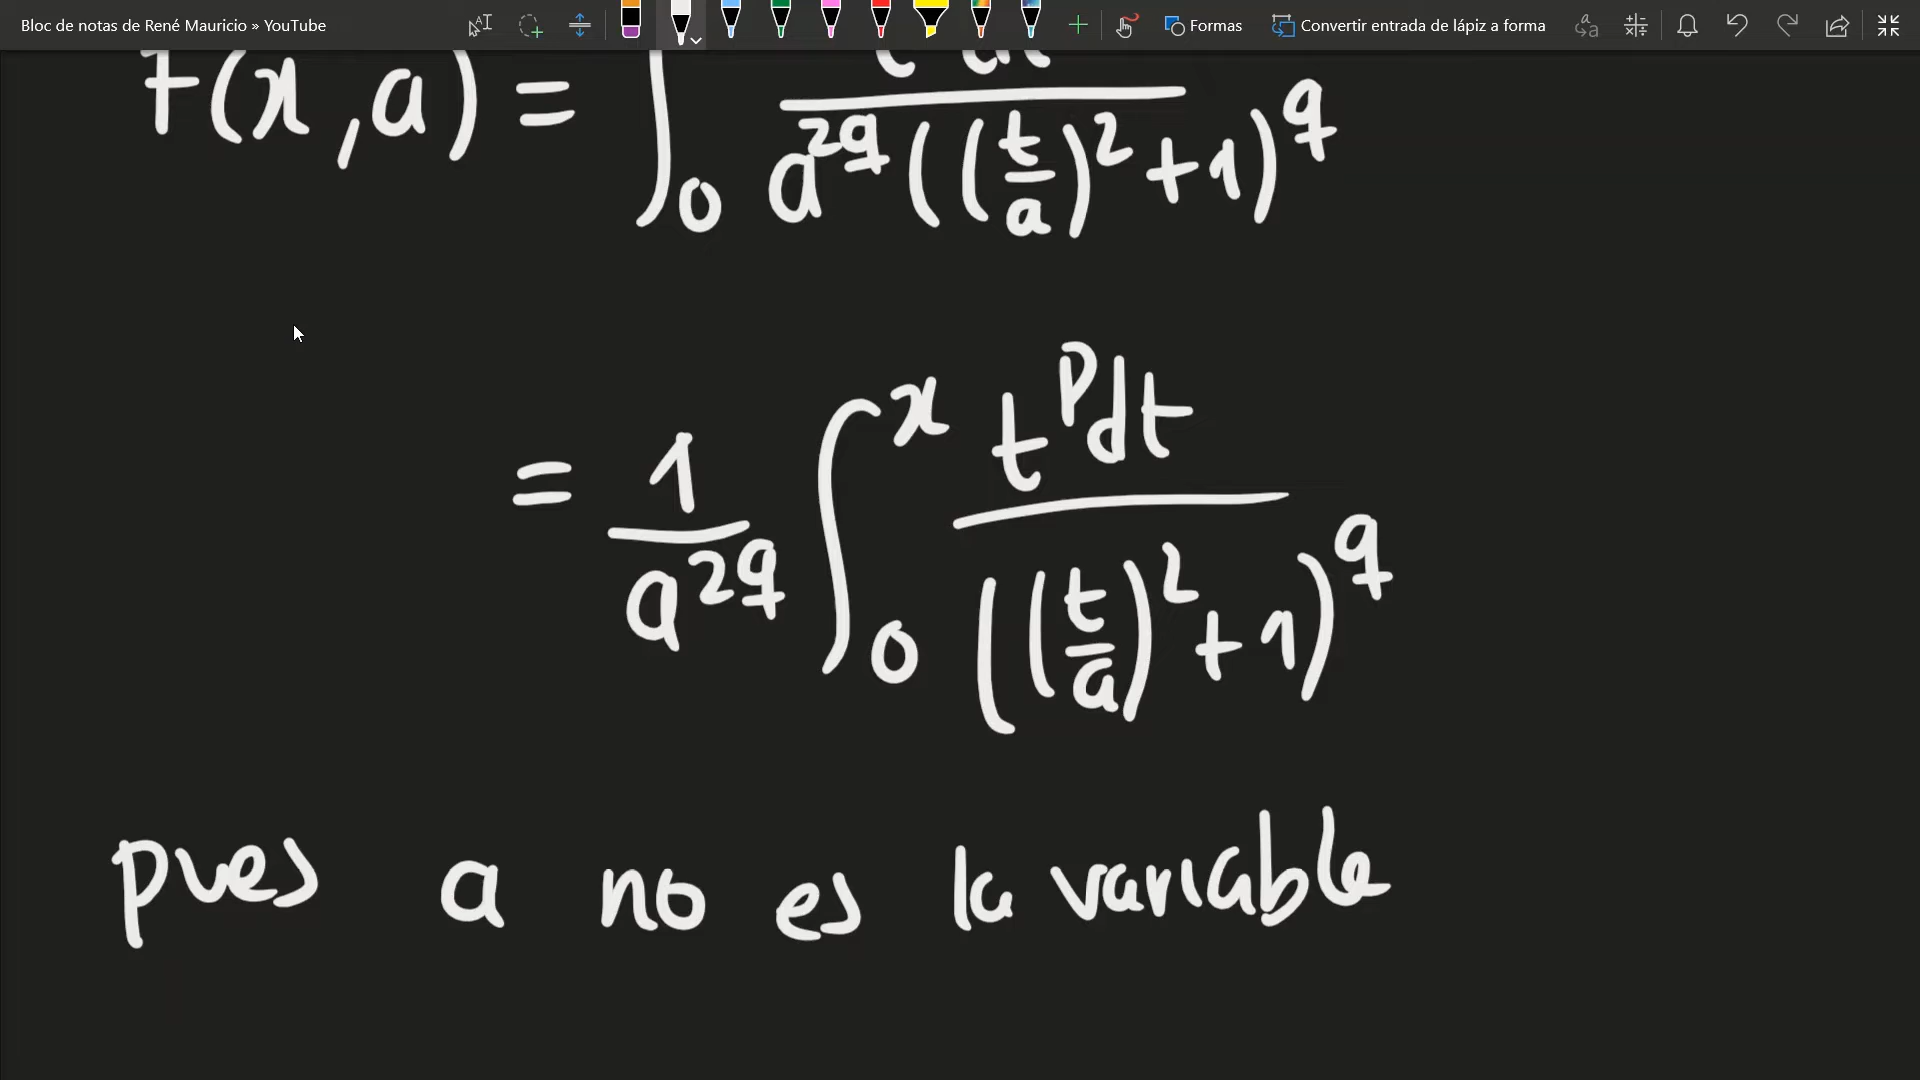 Bloc de notas de René Mauricio » YouTube
Formas
Convertir entrada de lápiz a forma
f(x,a) = ∫₀ / a^2q ((t/a)^2 + 1)^q
= 1/a^2q ∫₀^x t^p dt / ((t/a)^2 + 1)^q
pues a no es la variable